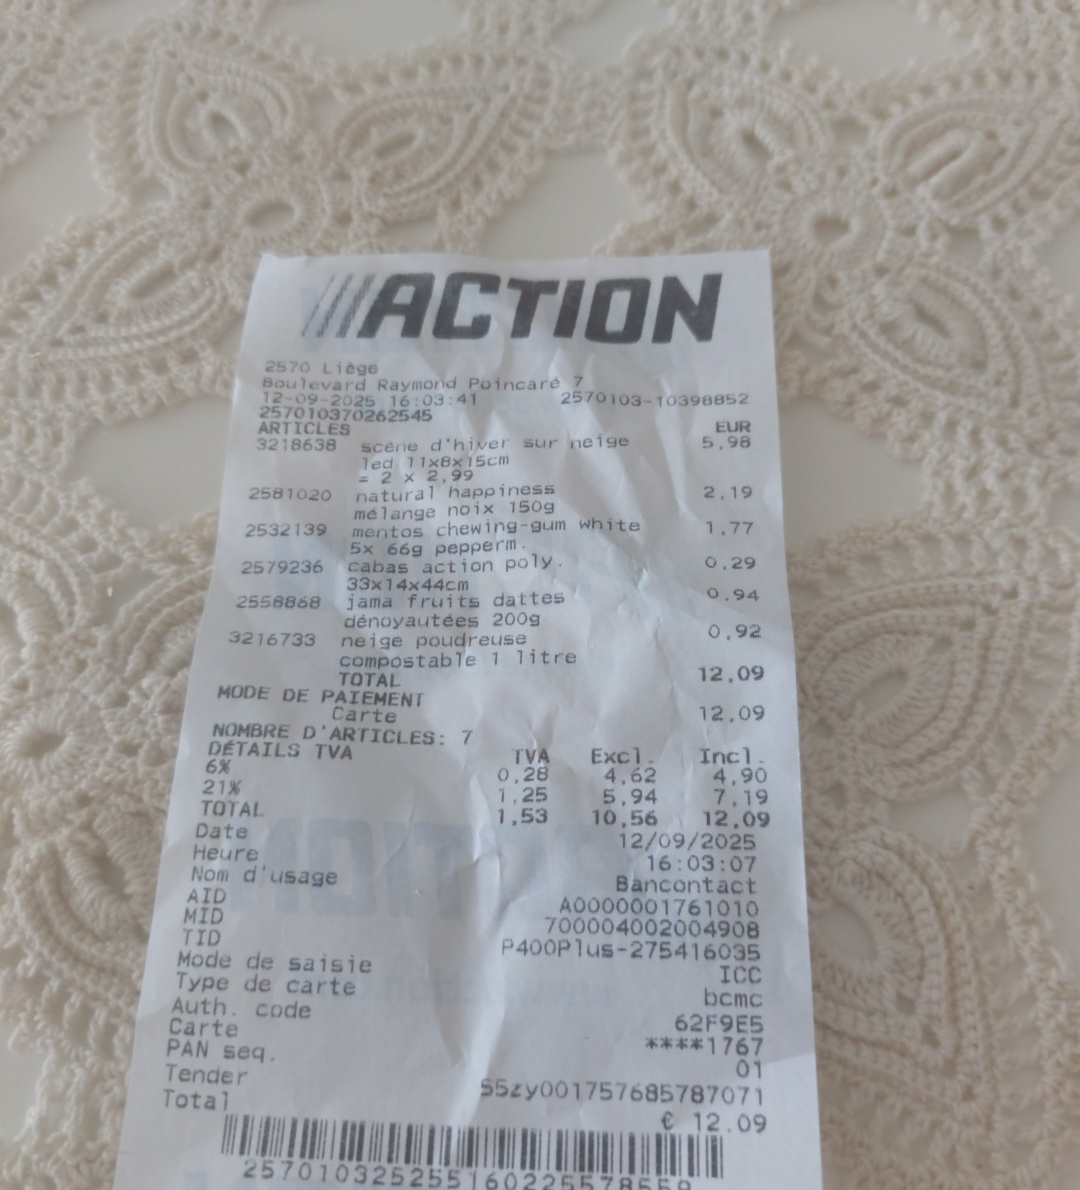 ///ACTION
2570 Liège
Boulevard Raymond Poincaré 7
12-09-2025 16:03:41 2570103-10398852
257010370262545
ARTICLES EUR
3218638 scène d'hiver sur neige 5,98
led 11x8x15cm
= 2 x 2,99
2581020 natural happiness 2,19
mélange noix 150g
2532139 mentos chewing-gum white 1,77
5x 66g pepperm.
2579236 cabas action poly. 0,29
33x14x44cm
2558868 jama fruits dattes 0,94
dénoyautées 200g
3216733 neige poudreuse 0,92
compostable 1 litre
TOTAL 12,09
MODE DE PAIEMENT
Carte 12,09
NOMBRE D'ARTICLES: 7
DÉTAILS TVA TVA Excl. Incl.
6% 0,28 4,62 4,90
21% 1,25 5,94 7,19
TOTAL 1,53 10,56 12,09
Date 12/09/2025
Heure 16:03:07
Nom d'usage Bancontact
AID A0000001761010
MID 700004002004908
TID P400Plus-275416035
Mode de saisie ICC
Type de carte bcmc
Auth. code 62F9E5
Carte ****1767
PAN seq. 01
Tender S5zy001757685787071
Total € 12.09
257010325255160225578559